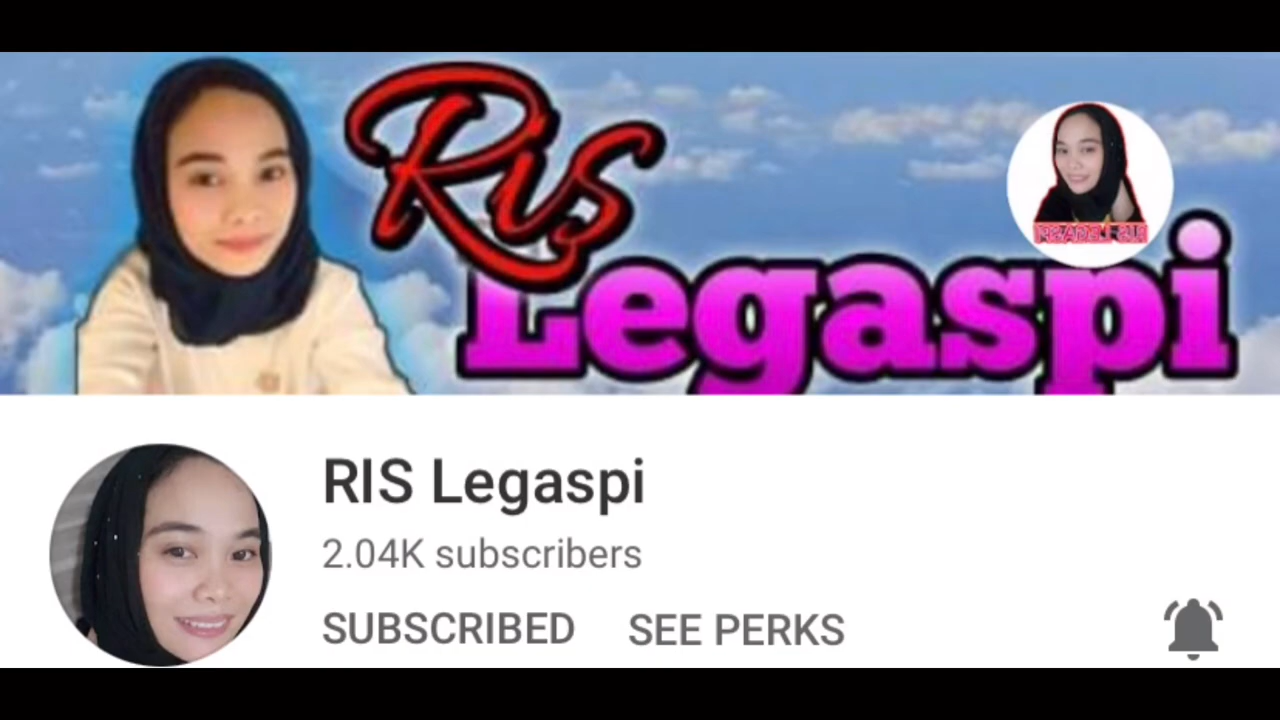 Ris
Legaspi
RIS Legaspi
2.04K subscribers
SUBSCRIBED SEE PERKS